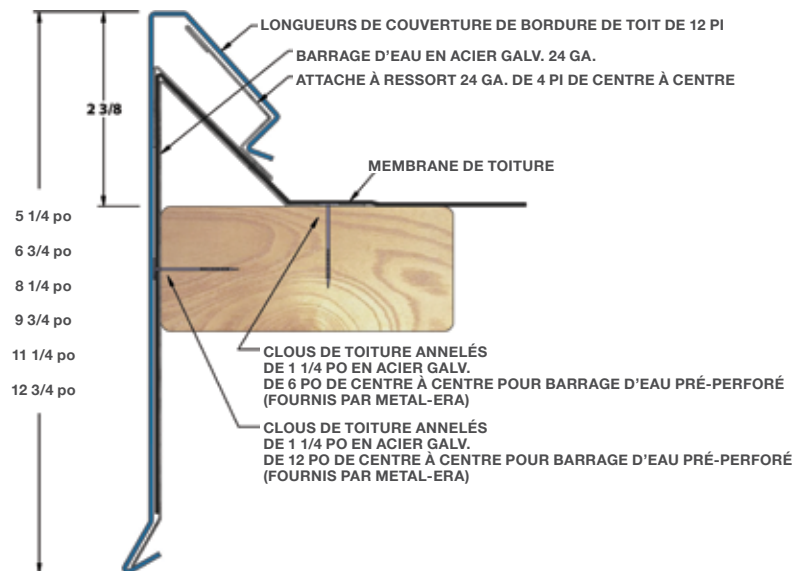 LONGUEURS DE COUVERTURE DE BORDURE DE TOIT DE 12 PI
BARRAGE D'EAU EN ACIER GALV. 24 GA.
ATTACHE À RESSORT 24 GA. DE 4 PI DE CENTRE À CENTRE
2 3/8
MEMBRANE DE TOITURE
5 1/4 po
6 3/4 po
8 1/4 po
9 3/4 po
11 1/4 po
12 3/4 po
CLOUS DE TOITURE ANNELÉS
DE 1 1/4 PO EN ACIER GALV.
DE 6 PO DE CENTRE À CENTRE POUR BARRAGE D'EAU PRÉ-PERFORÉ
(FOURNIS PAR METAL-ERA)
CLOUS DE TOITURE ANNELÉS
DE 1 1/4 PO EN ACIER GALV.
DE 12 PO DE CENTRE À CENTRE POUR BARRAGE D'EAU PRÉ-PERFORÉ
(FOURNIS PAR METAL-ERA)